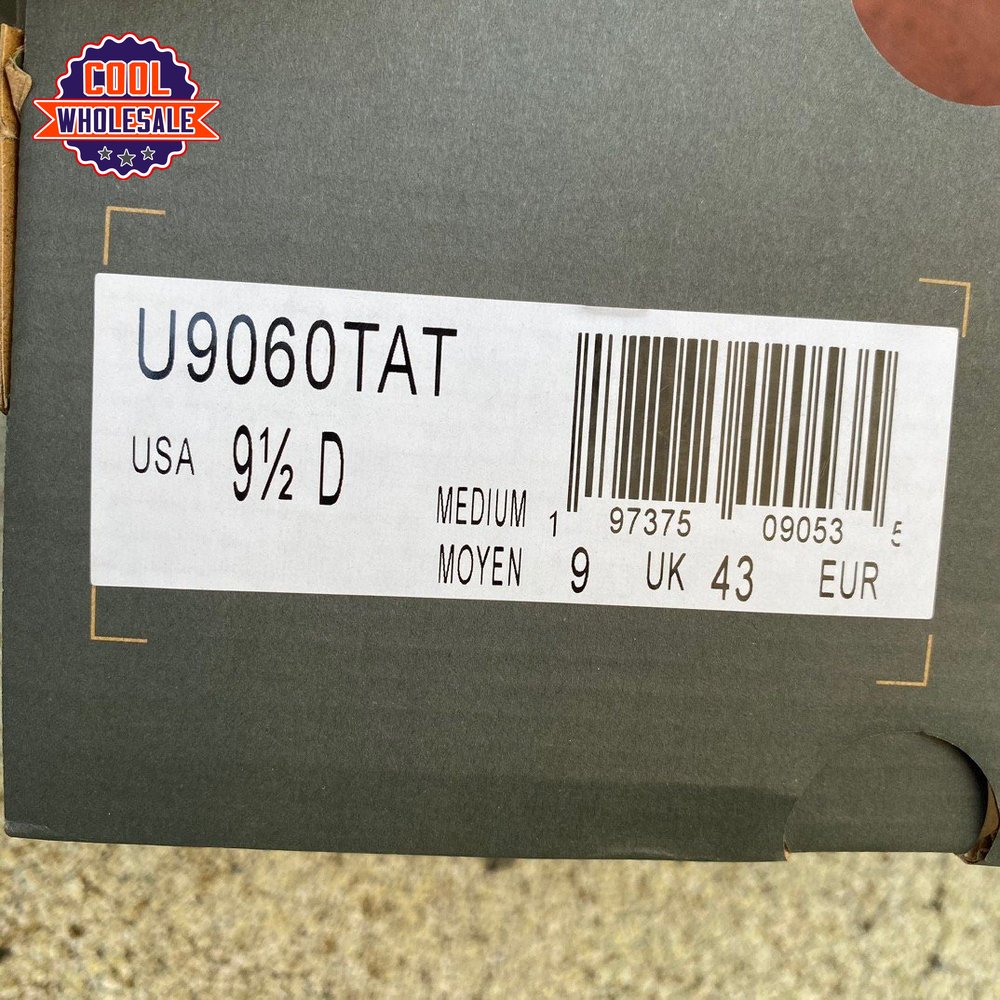 COOL
WHOLESALE
U9060TAT
USA 9½ D
MEDIUM
MOYEN
1 97375 09053 5
9 UK 43 EUR